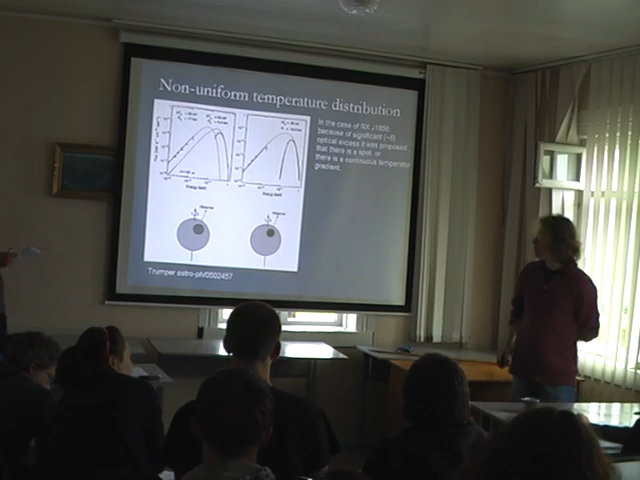 Non-uniform temperature distribution
In the case of RX J1856
because of significant (~6)
optical excess it was proposed
that there is a spot, or
there is a continuous temperature
gradient.
Trumper astro-ph/0502457